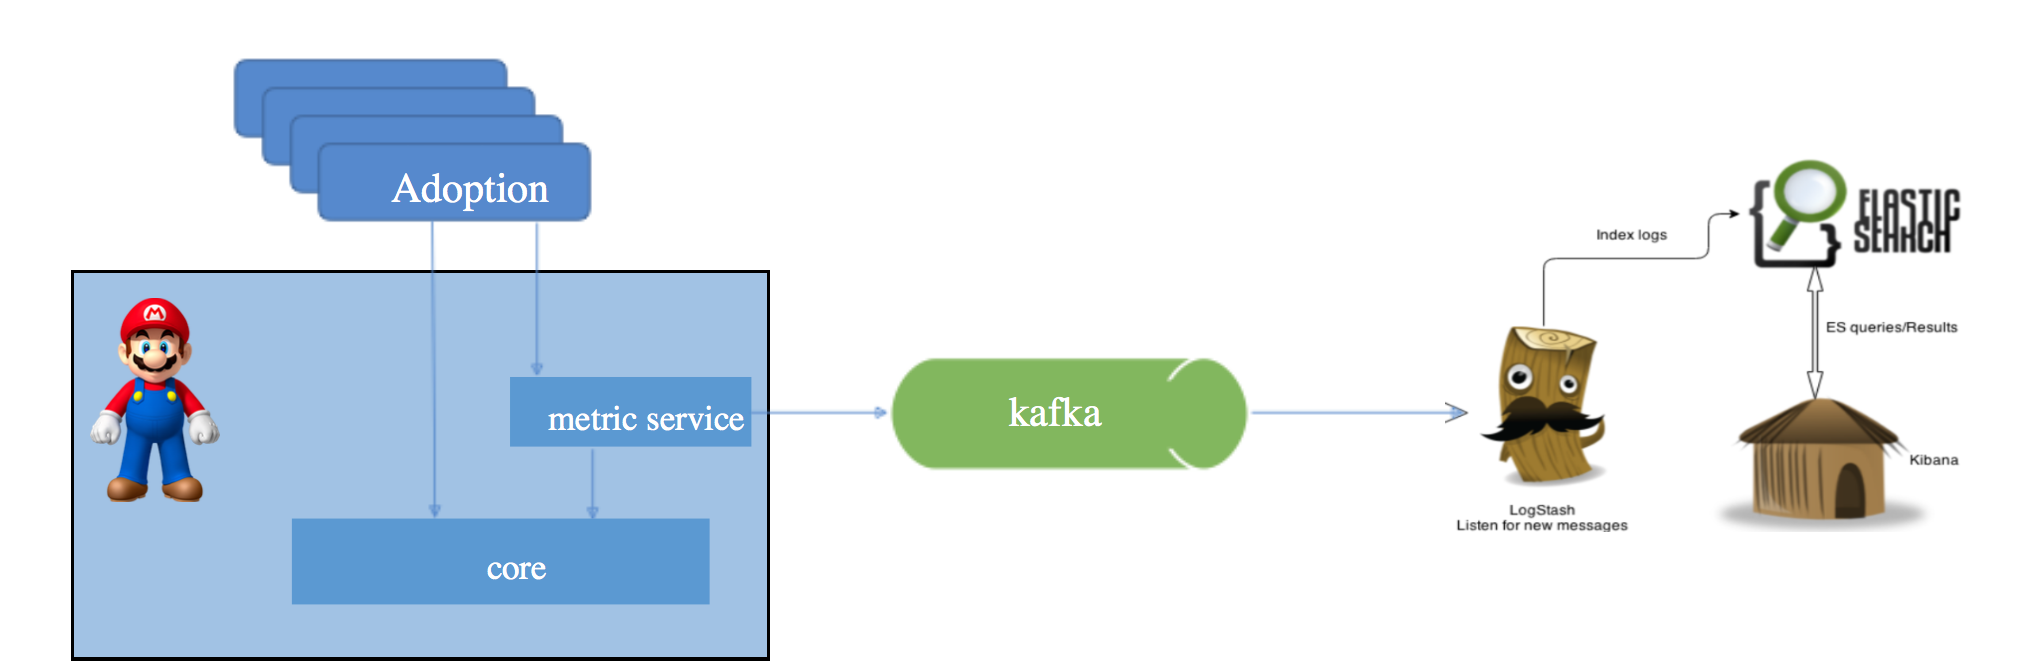 Adoption
M
metric service
core
kafka
Index logs
ELASTIC
SEARCH
ES queries/Results
Kibana
LogStash
Listen for new messages